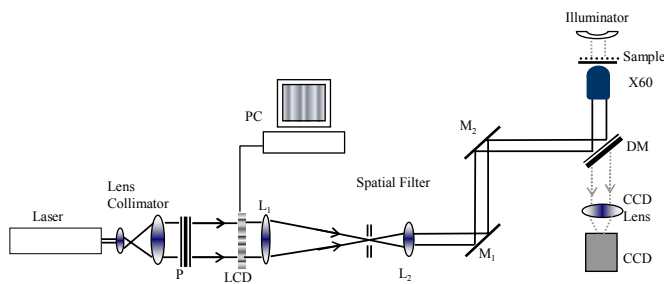 Illuminator
Sample
X60
PC
M2
DM
Spatial Filter
Lens
Collimator
L1
CCD
Lens
Laser
P
LCD
L2
M1
CCD